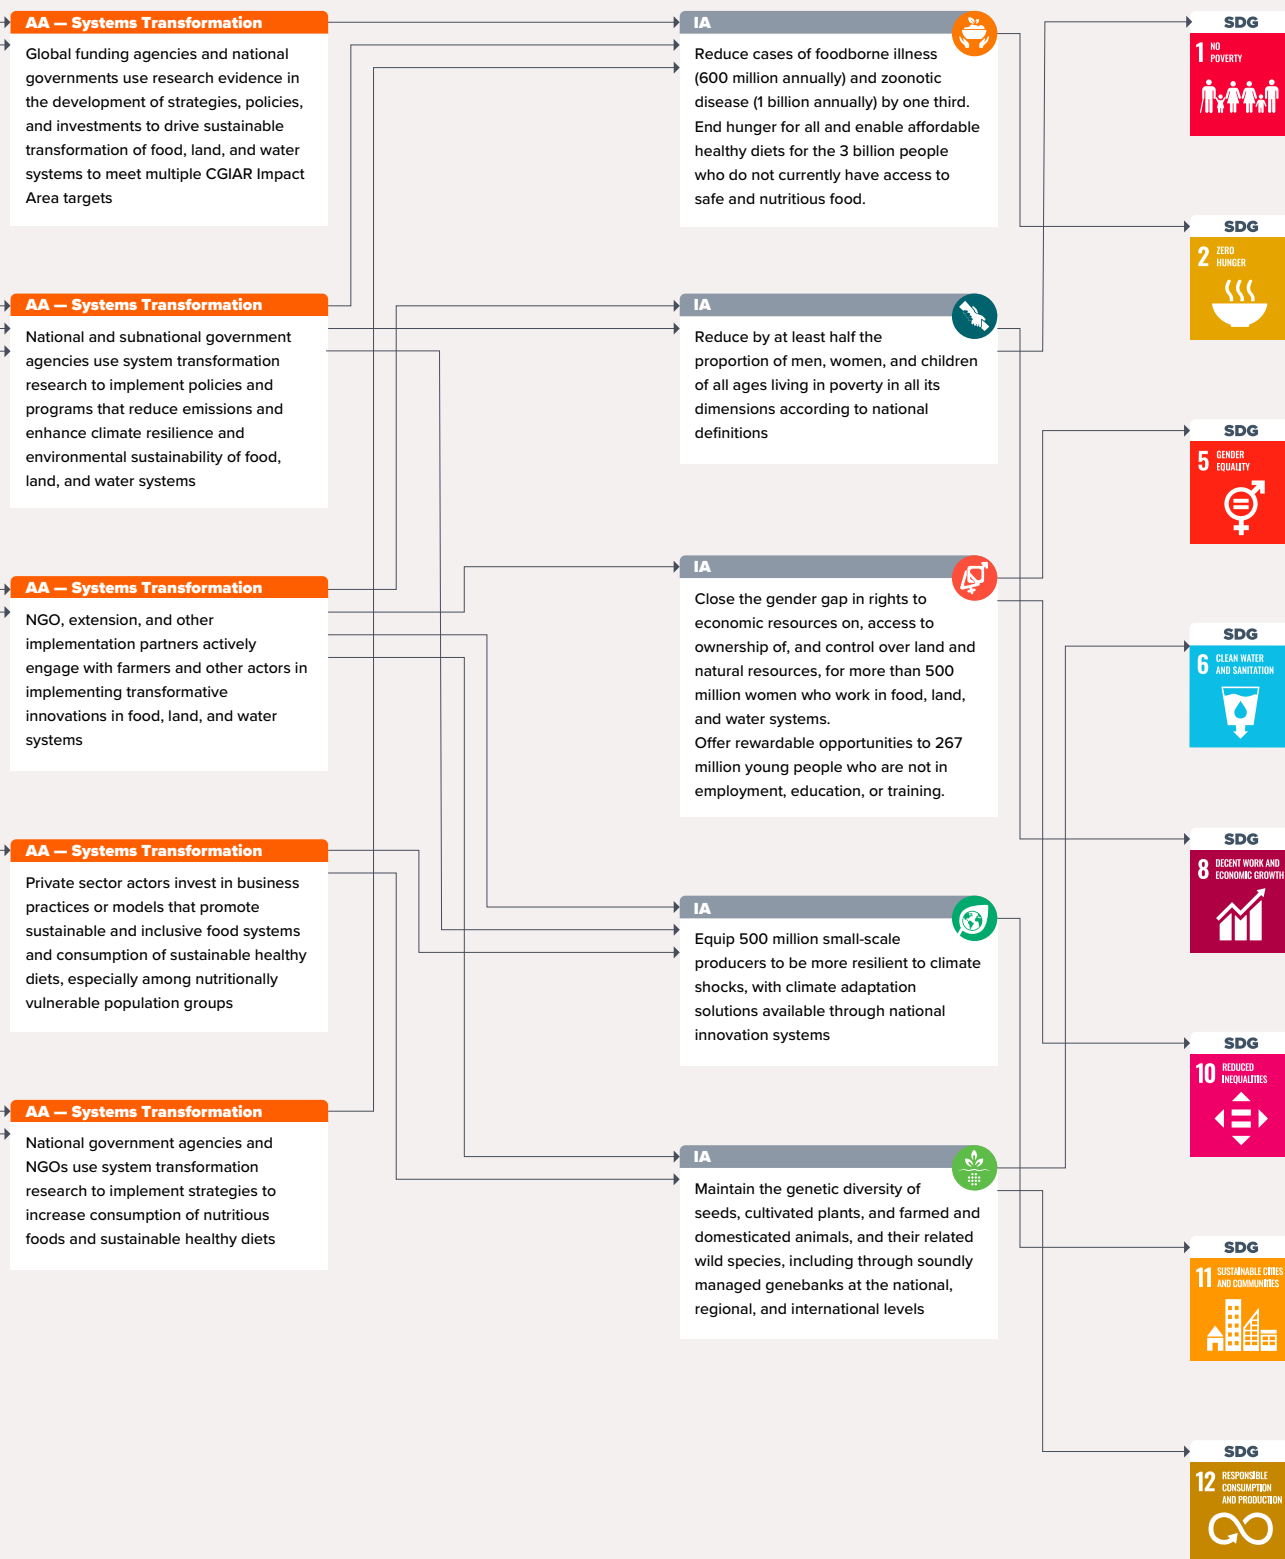 AA — Systems Transformation
Global funding agencies and national
governments use research evidence in
the development of strategies, policies,
and investments to drive sustainable
transformation of food, land, and water
systems to meet multiple CGIAR Impact
Area targets
AA — Systems Transformation
National and subnational government
agencies use system transformation
research to implement policies and
programs that reduce emissions and
enhance climate resilience and
environmental sustainability of food,
land, and water systems
AA — Systems Transformation
NGO, extension, and other
implementation partners actively
engage with farmers and other actors in
implementing transformative
innovations in food, land, and water
systems
AA — Systems Transformation
Private sector actors invest in business
practices or models that promote
sustainable and inclusive food systems
and consumption of sustainable healthy
diets, especially among nutritionally
vulnerable population groups
AA — Systems Transformation
National government agencies and
NGOs use system transformation
research to implement strategies to
increase consumption of nutritious
foods and sustainable healthy diets
IA
Reduce cases of foodborne illness
(600 million annually) and zoonotic
disease (1 billion annually) by one third.
End hunger for all and enable affordable
healthy diets for the 3 billion people
who do not currently have access to
safe and nutritious food.
IA
Reduce by at least half the
proportion of men, women, and children
of all ages living in poverty in all its
dimensions according to national
definitions
IA
Close the gender gap in rights to
economic resources on, access to
ownership of, and control over land and
natural resources, for more than 500
million women who work in food, land,
and water systems.
Offer rewardable opportunities to 267
million young people who are not in
employment, education, or training.
IA
Equip 500 million small-scale
producers to be more resilient to climate
shocks, with climate adaptation
solutions available through national
innovation systems
IA
Maintain the genetic diversity of
seeds, cultivated plants, and farmed and
domesticated animals, and their related
wild species, including through soundly
managed genebanks at the national,
regional, and international levels
SDG
1 NO
POVERTY
SDG
2 ZERO
HUNGER
SDG
5 GENDER
EQUALITY
SDG
6 CLEAN WATER
AND SANITATION
SDG
8 DECENT WORK AND
ECONOMIC GROWTH
SDG
10 REDUCED
INEQUALITIES
SDG
11 SUSTAINABLE CITIES
AND COMMUNITIES
SDG
12 RESPONSIBLE
CONSUMPTION
AND PRODUCTION